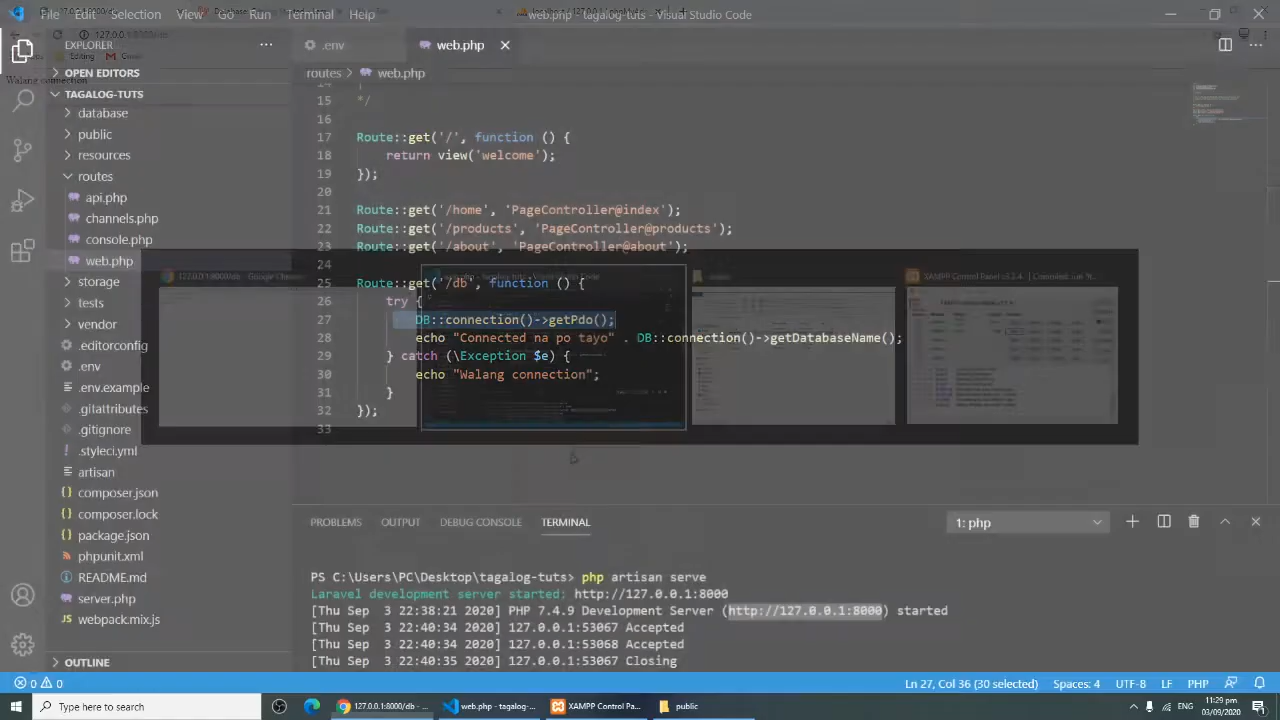 File Edit Selection View Go Run Terminal Help
web.php - tagalog-tuts - Visual Studio Code
EXPLORER
.env
web.php
OPEN EDITORS
routes > web.php
Walang connection
TAGALOG-TUTS
database
public
resources
routes
api.php
channels.php
console.php
web.php
storage
tests
vendor
.editorconfig
.env
.env.example
.gitattributes
.gitignore
.styleci.yml
artisan
composer.json
composer.lock
package.json
phpunit.xml
README.md
server.php
webpack.mix.js
OUTLINE
14 |
15 */
16
17 Route::get('/', function () {
18 return view('welcome');
19 });
20
21 Route::get('/home', 'PageController@index');
22 Route::get('/products', 'PageController@products');
23 Route::get('/about', 'PageController@about');
24
25 Route::get('/db', function () {
26 try {
27 DB::connection()->getPdo();
28 echo "Connected na po tayo" . DB::connection()->getDatabaseName();
29 } catch (\Exception $e) {
30 echo "Walang connection";
31 }
32 });
33
127.0.0.1:8000/db - Google
XAMPP Control Panel
PROBLEMS OUTPUT DEBUG CONSOLE TERMINAL
1: php
PS C:\Users\PC\Desktop\tagalog-tuts> php artisan serve
Laravel development server started: http://127.0.0.1:8000
[Thu Sep 3 22:38:21 2020] PHP 7.4.9 Development Server (http://127.0.0.1:8000) started
[Thu Sep 3 22:40:34 2020] 127.0.0.1:53067 Accepted
[Thu Sep 3 22:40:34 2020] 127.0.0.1:53068 Accepted
[Thu Sep 3 22:40:35 2020] 127.0.0.1:53067 Closing
0 0
Ln 27, Col 36 (30 selected) Spaces: 4 UTF-8 LF PHP
Type here to search
127.0.0.1:8000/db - ...
web.php - tagalog-...
XAMPP Control Pa...
public
ENG
11:29 pm
03/09/2020